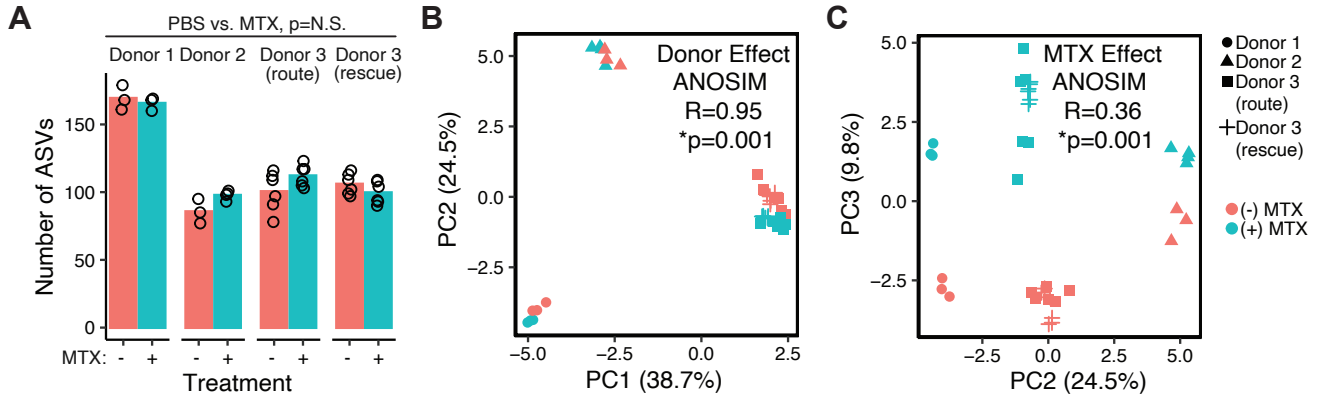 A
PBS vs. MTX, p=N.S.
Donor 1 Donor 2 Donor 3 Donor 3
(route) (rescue)
Number of ASVs
150
100
50
0
MTX: - + - + - + - +
Treatment
B
Donor Effect
ANOSIM
R=0.95
*p=0.001
PC2 (24.5%)
5.0
2.5
0.0
−2.5
−5.0 −2.5 0.0 2.5
PC1 (38.7%)
C
MTX Effect
ANOSIM
R=0.36
*p=0.001
PC3 (9.8%)
5.0
2.5
0.0
−2.5
−2.5 0.0 2.5 5.0
PC2 (24.5%)
Donor 1
Donor 2
Donor 3
(route)
Donor 3
(rescue)
(-) MTX
(+) MTX